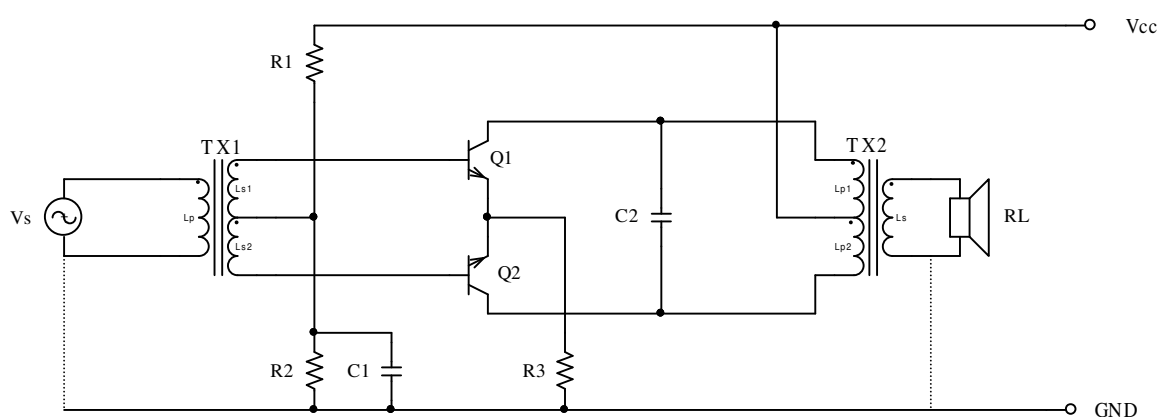 Vcc
R1
TX1
Q1
TX2
Ls1
Lp1
Vs
Lp
C2
Ls
RL
Ls2
Lp2
Q2
R2
C1
R3
GND